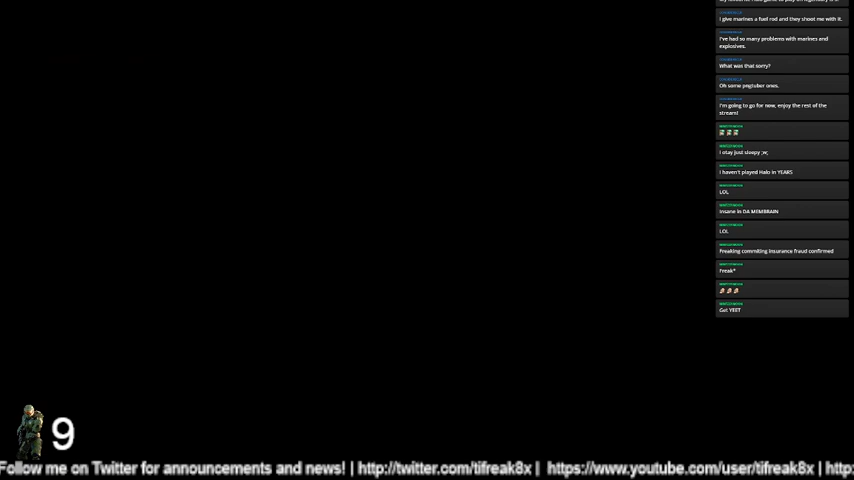 I give marines a fuel rod and they shoot me with it.
I've had so many problems with marines and
explosives.
What was that sorry?
Oh some pngtuber ones.
I'm going to go for now, enjoy the rest of the
stream!
I otay just sleepy ;w;
I haven't played Halo in YEARS
LOL
Insane in DA MEMBRAIN
LOL
Freaking commiting insurance fraud confirmed
Freak*
Get YEET
9
Follow me on Twitter for announcements and news! | http://twitter.com/tifreak8x | https://www.youtube.com/user/tifreak8x | http: